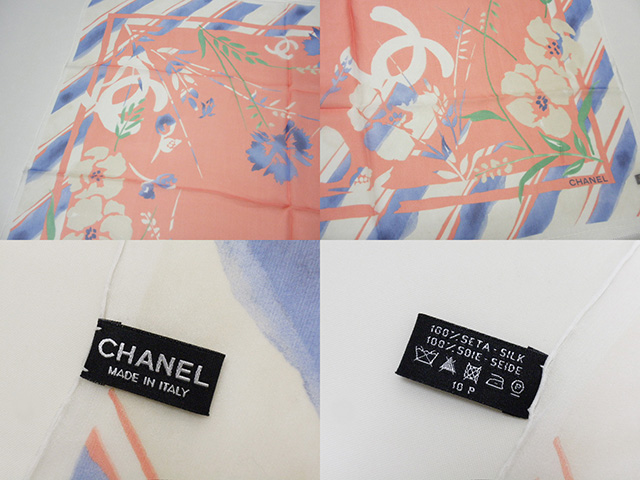 CHANEL
CHANEL
MADE IN ITALY
100% SETA - SILK
100% SOIE - SEIDE
10 P